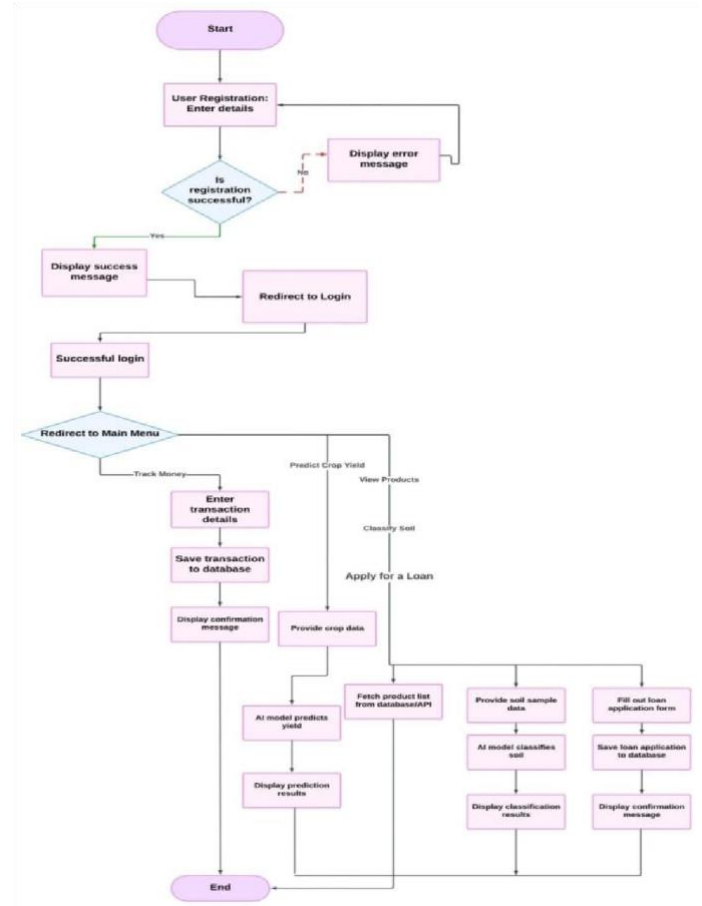 Start
User Registration:
Enter details
Display error
message
No
Is
registration
successful?
Yes
Display success
message
Redirect to Login
Successful login
Redirect to Main Menu
Track Money
Predict Crop Yield
View Products
Classify Soil
Apply for a Loan
Enter
transaction
details
Save transaction
to database
Display confirmation
message
Provide crop data
AI model predicts
yield
Display prediction
results
Fetch product list
from database/API
Provide soil sample
data
AI model classifies
soil
Display classification
results
Fill out loan
application form
Save loan application
to database
Display confirmation
message
End